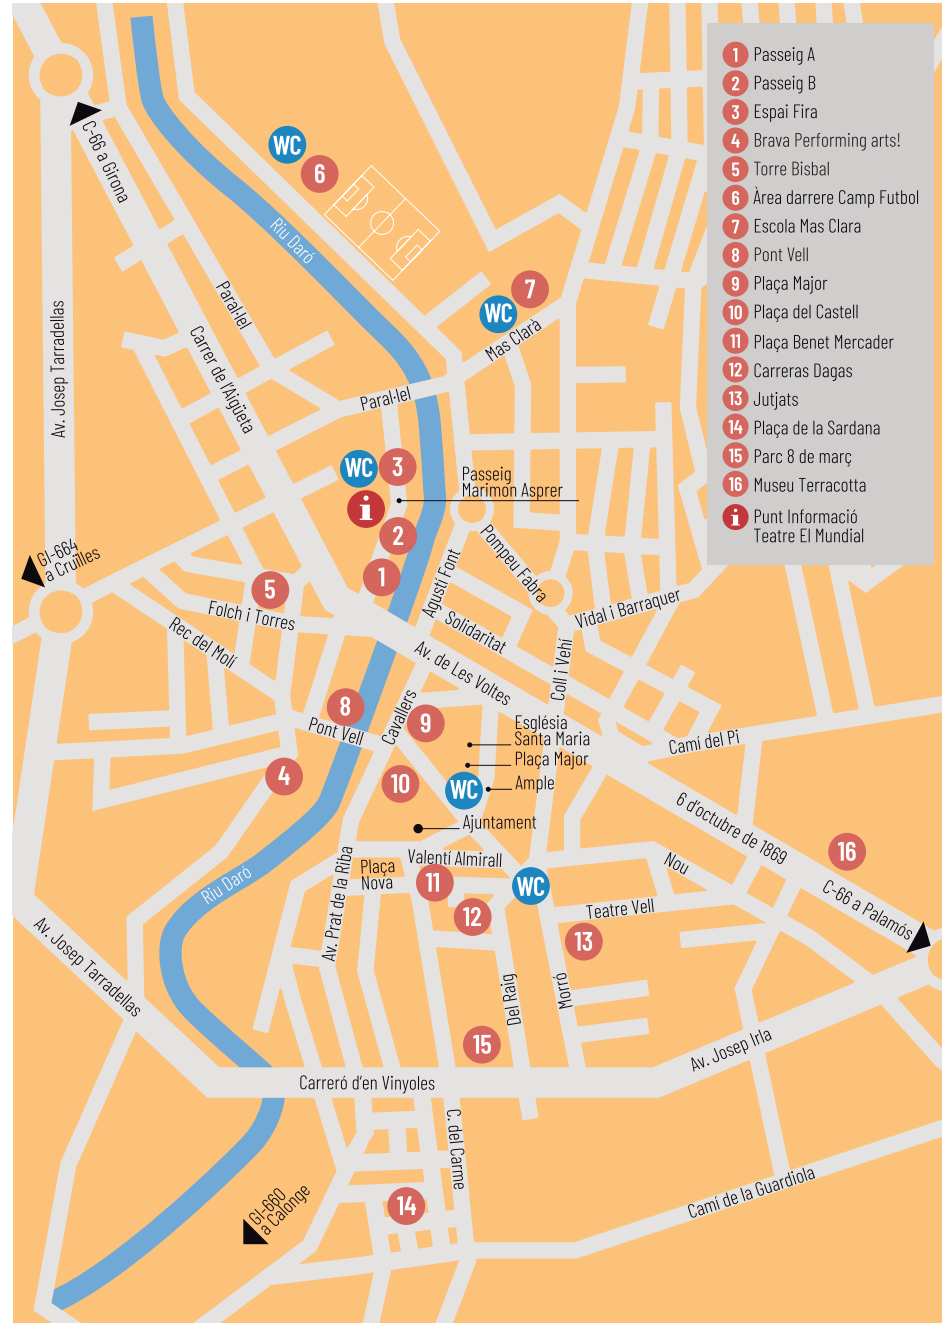 1 Passeig A
2 Passeig B
3 Espai Fira
4 Brava Performing arts!
5 Torre Bisbal
6 Àrea darrere Camp Futbol
7 Escola Mas Clara
8 Pont Vell
9 Plaça Major
10 Plaça del Castell
11 Plaça Benet Mercader
12 Carreras Dagas
13 Jutjats
14 Plaça de la Sardana
15 Parc 8 de març
16 Museu Terracotta
i Punt Informació
Teatre El Mundial
C-66 a Girona
WC
6
Riu Daró
Av. Josep Tarradellas
Paral·lel
Carrer de l'Aigüeta
7
WC
Mas Clarà
Paral·lel
WC
3
i
Passeig
Marimon Asprer
2
1
Pompeu Fabra
Agustí Font
GI-664
a Cruïlles
5
Folch i Torres
Rec del Molí
Solidaritat
Vidal i Barraquer
Av. de Les Voltes
Coll i Vehí
8
Pont Vell
Cavallers
9
Església
Santa Maria
Plaça Major
Ample
Camí del Pi
4
10
WC
Ajuntament
6 d'octubre de 1869
16
C-66 a Palamós
Riu Daró
Av. Prat de la Riba
Plaça
Nova
Valentí Almirall
11
WC
Nou
12
Teatre Vell
13
Av. Josep Tarradellas
Del Raig
Morró
15
Av. Josep Irla
Carreró d'en Vinyoles
C. del Carme
GI-660
a Calonge
14
Camí de la Guardiola